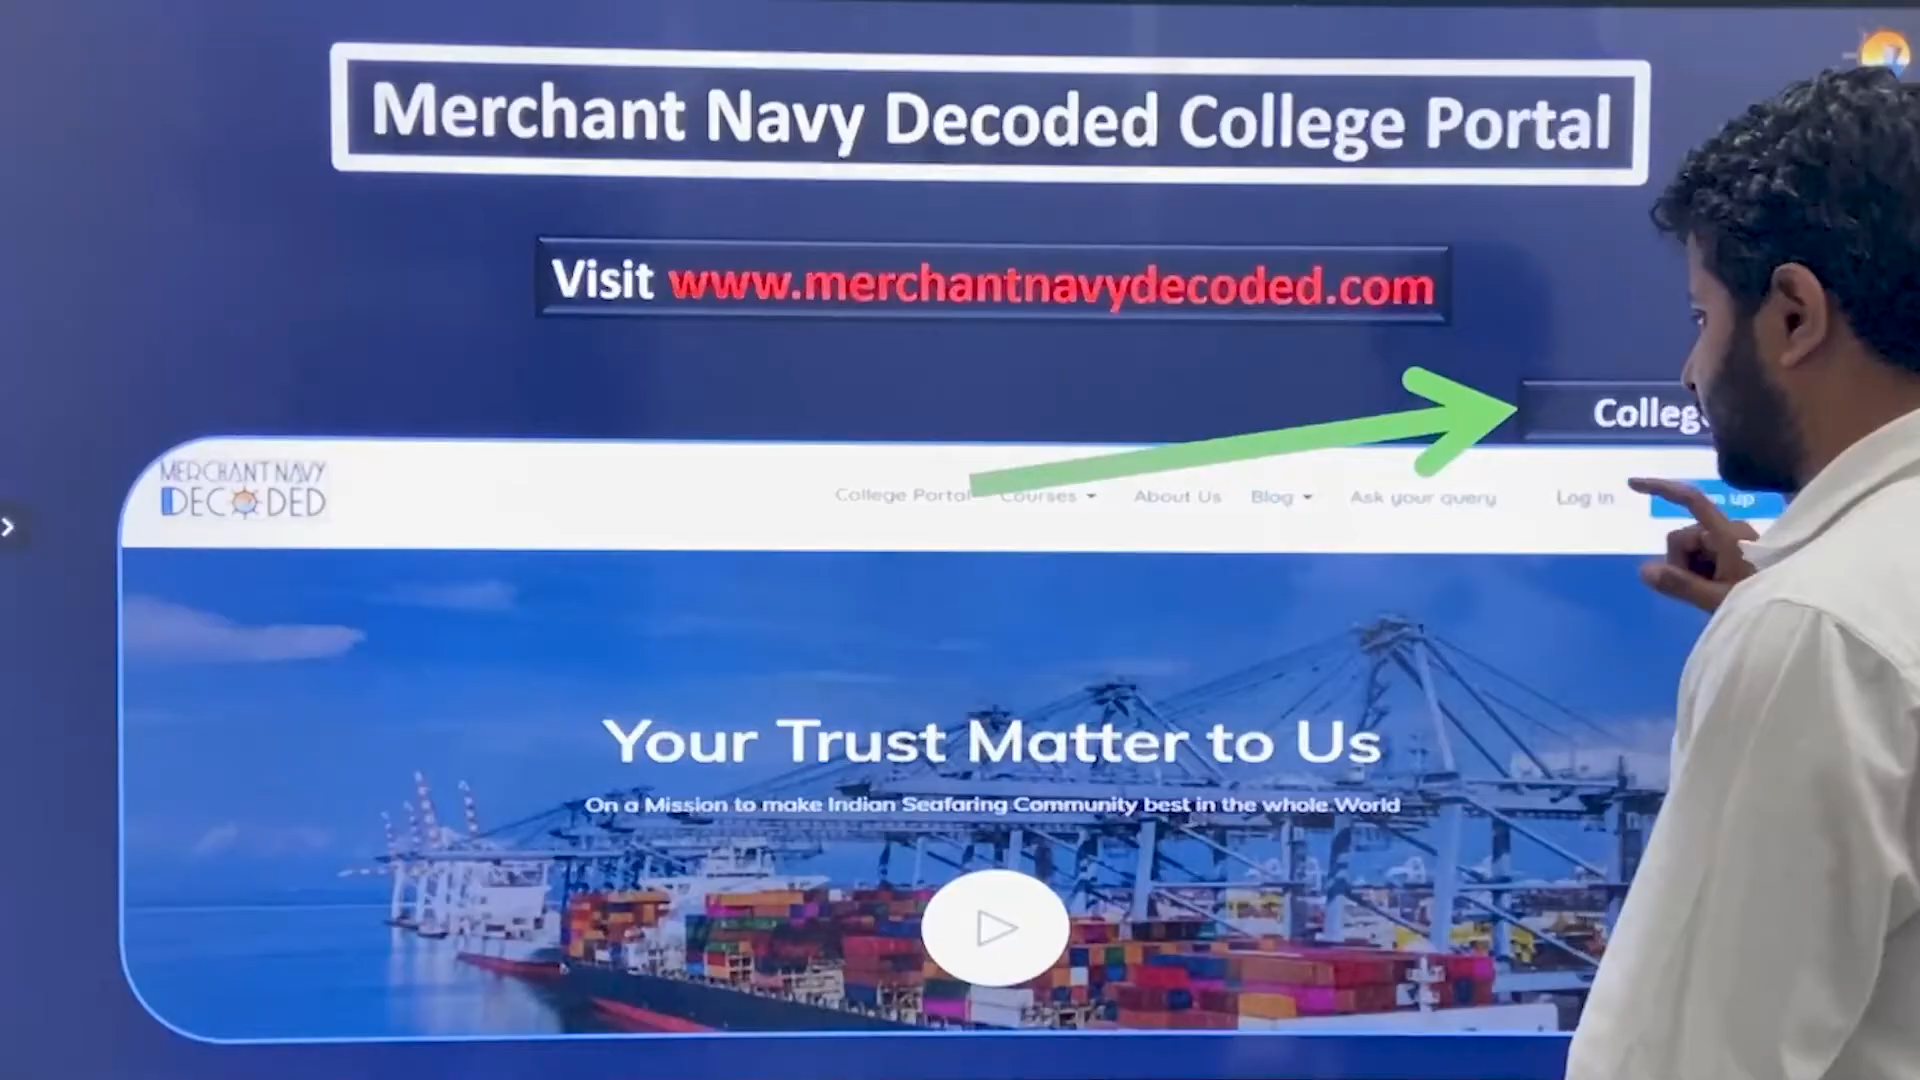 Merchant Navy Decoded College Portal
Visit www.merchantnavydecoded.com
MERCHANT NAVY
DECODED
College Portal Courses About Us Blog Ask your query Log in up
Your Trust Matter to Us
On a Mission to make Indian Seafaring Community best in the whole World